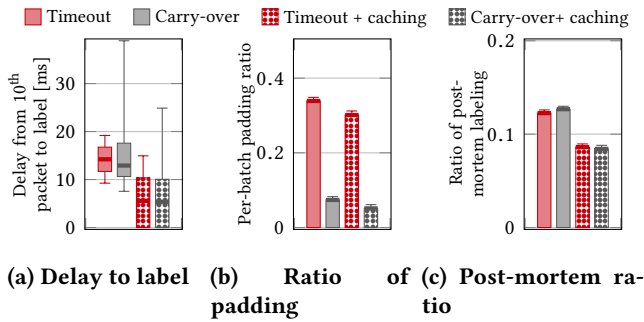 Timeout Carry-over Timeout + caching Carry-over+ caching
Delay from 10th
packet to label [ms]
30
20
10
0
Per-batch padding ratio
0.4
0.2
0
Ratio of post-
mortem labeling
0.2
0.1
0
(a) Delay to label (b) Ratio of (c) Post-mortem ra-
padding tio